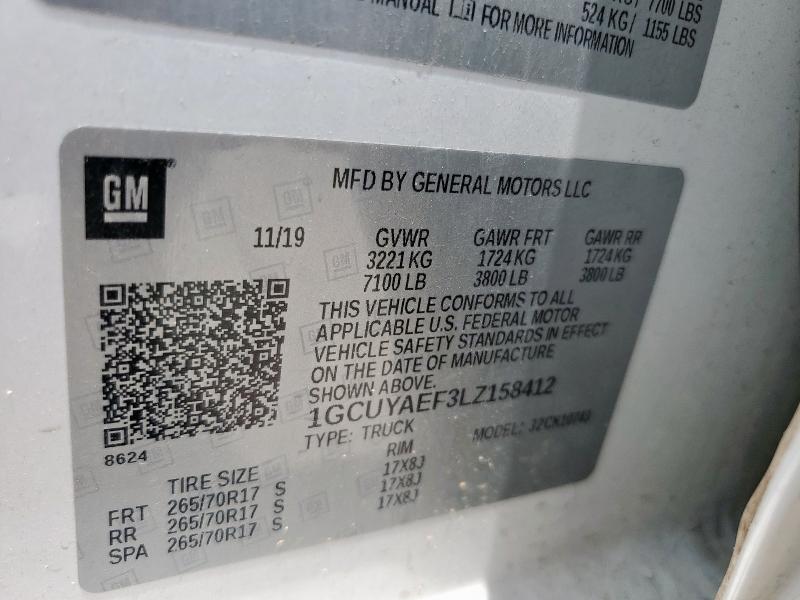 7700 LBS
524 KG / 1155 LBS
MANUAL FOR MORE INFORMATION
GM
MFD BY GENERAL MOTORS LLC
11/19 GVWR GAWR FRT GAWR RR
3221 KG 1724 KG 1724 KG
7100 LB 3800 LB 3800 LB
THIS VEHICLE CONFORMS TO ALL
APPLICABLE U.S. FEDERAL MOTOR
VEHICLE SAFETY STANDARDS IN EFFECT
ON THE DATE OF MANUFACTURE
SHOWN ABOVE.
1GCUYAEF3LZ158412
TYPE: TRUCK MODEL:
8624
TIRE SIZE RIM
FRT 265/70R17 S 17X8J
RR 265/70R17 S 17X8J
SPA 265/70R17 S 17X8J